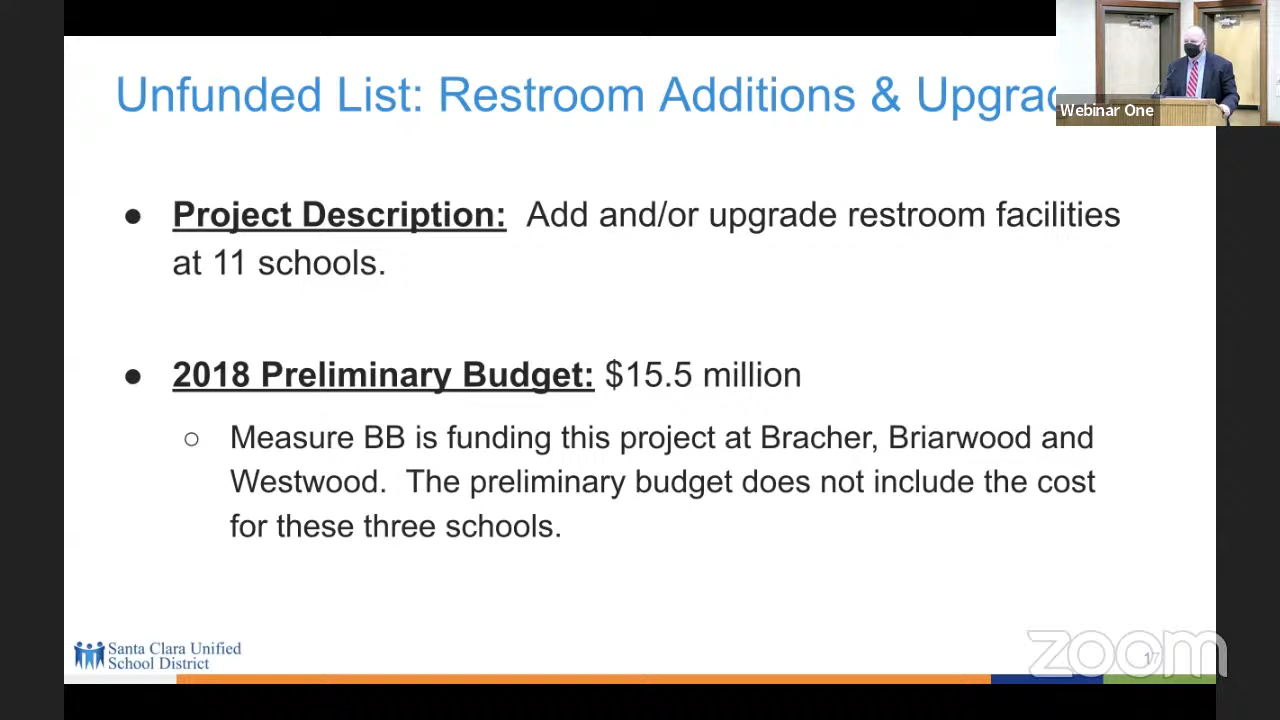 Unfunded List: Restroom Additions & Upgrad
Webinar One
● Project Description: Add and/or upgrade restroom facilities
at 11 schools.
● 2018 Preliminary Budget: $15.5 million
○ Measure BB is funding this project at Bracher, Briarwood and
Westwood. The preliminary budget does not include the cost
for these three schools.
Santa Clara Unified
School District
zoom
17